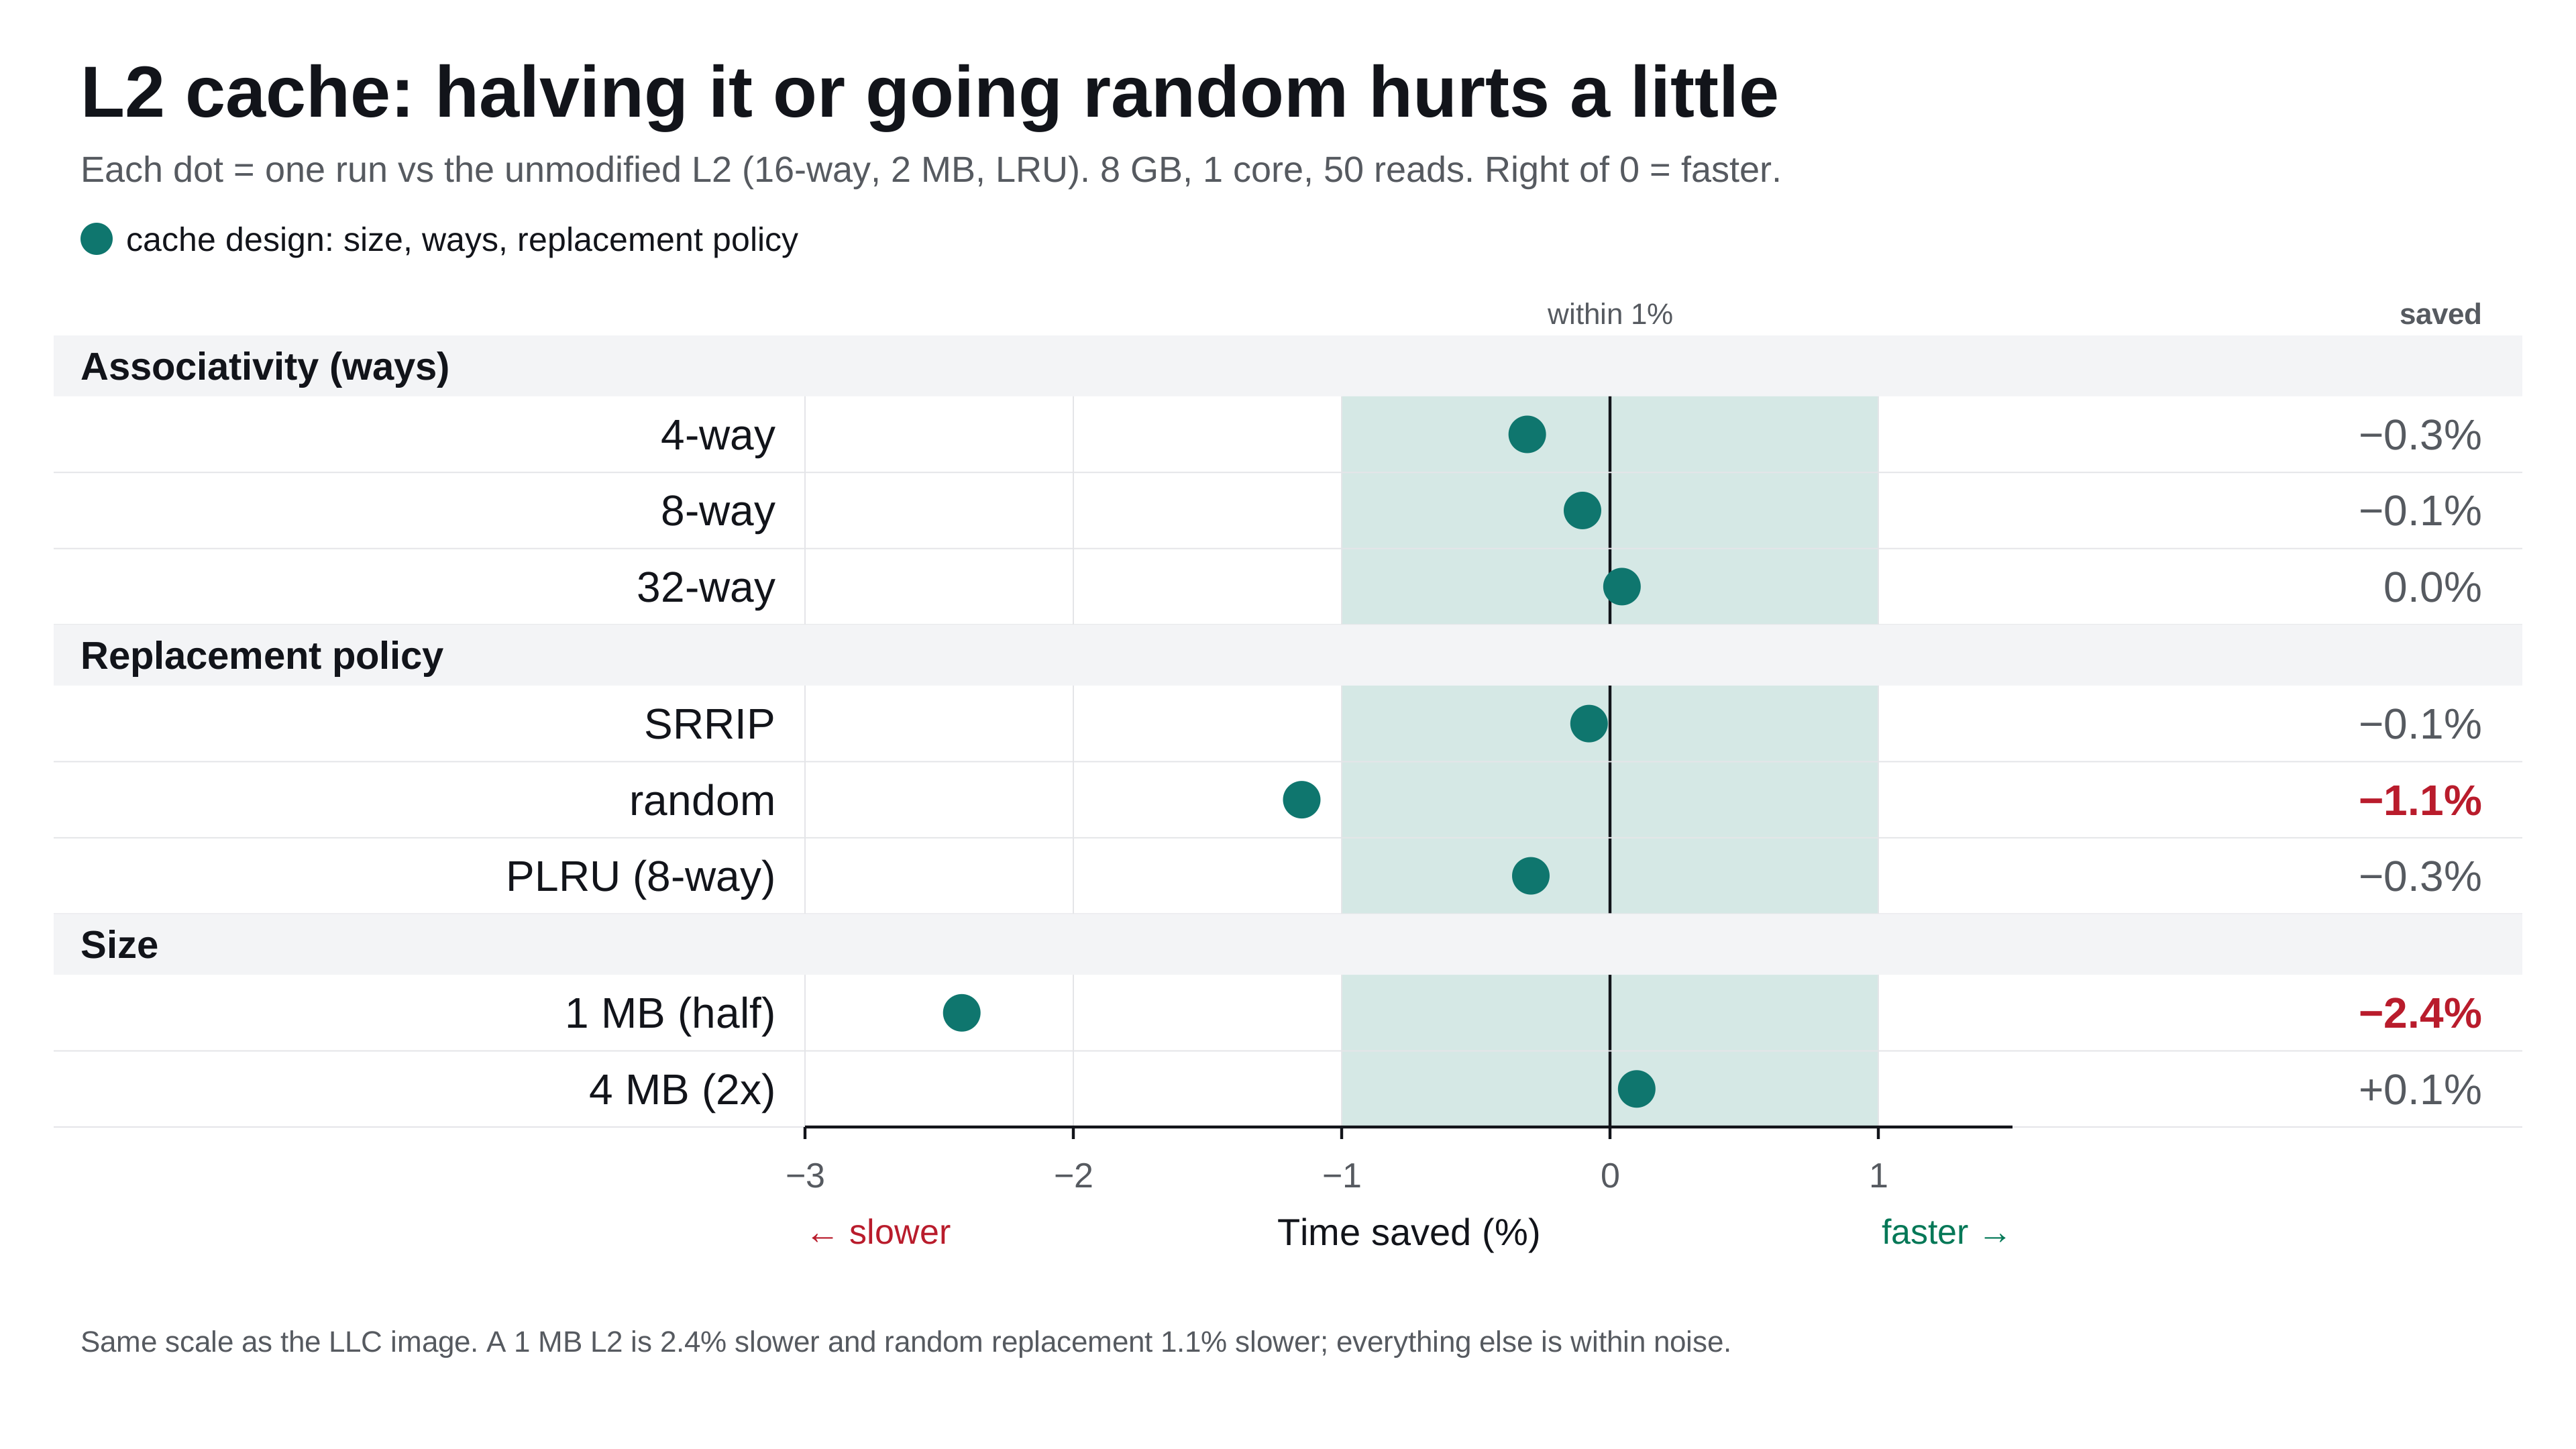 L2 cache: halving it or going random hurts a little
Each dot = one run vs the unmodified L2 (16-way, 2 MB, LRU). 8 GB, 1 core, 50 reads. Right of 0 = faster.
cache design: size, ways, replacement policy
within 1% saved
Associativity (ways)
4-way −0.3%
8-way −0.1%
32-way 0.0%
Replacement policy
SRRIP −0.1%
random −1.1%
PLRU (8-way) −0.3%
Size
1 MB (half) −2.4%
4 MB (2x) +0.1%
−3 −2 −1 0 1
← slower Time saved (%) faster →
Same scale as the LLC image. A 1 MB L2 is 2.4% slower and random replacement 1.1% slower; everything else is within noise.